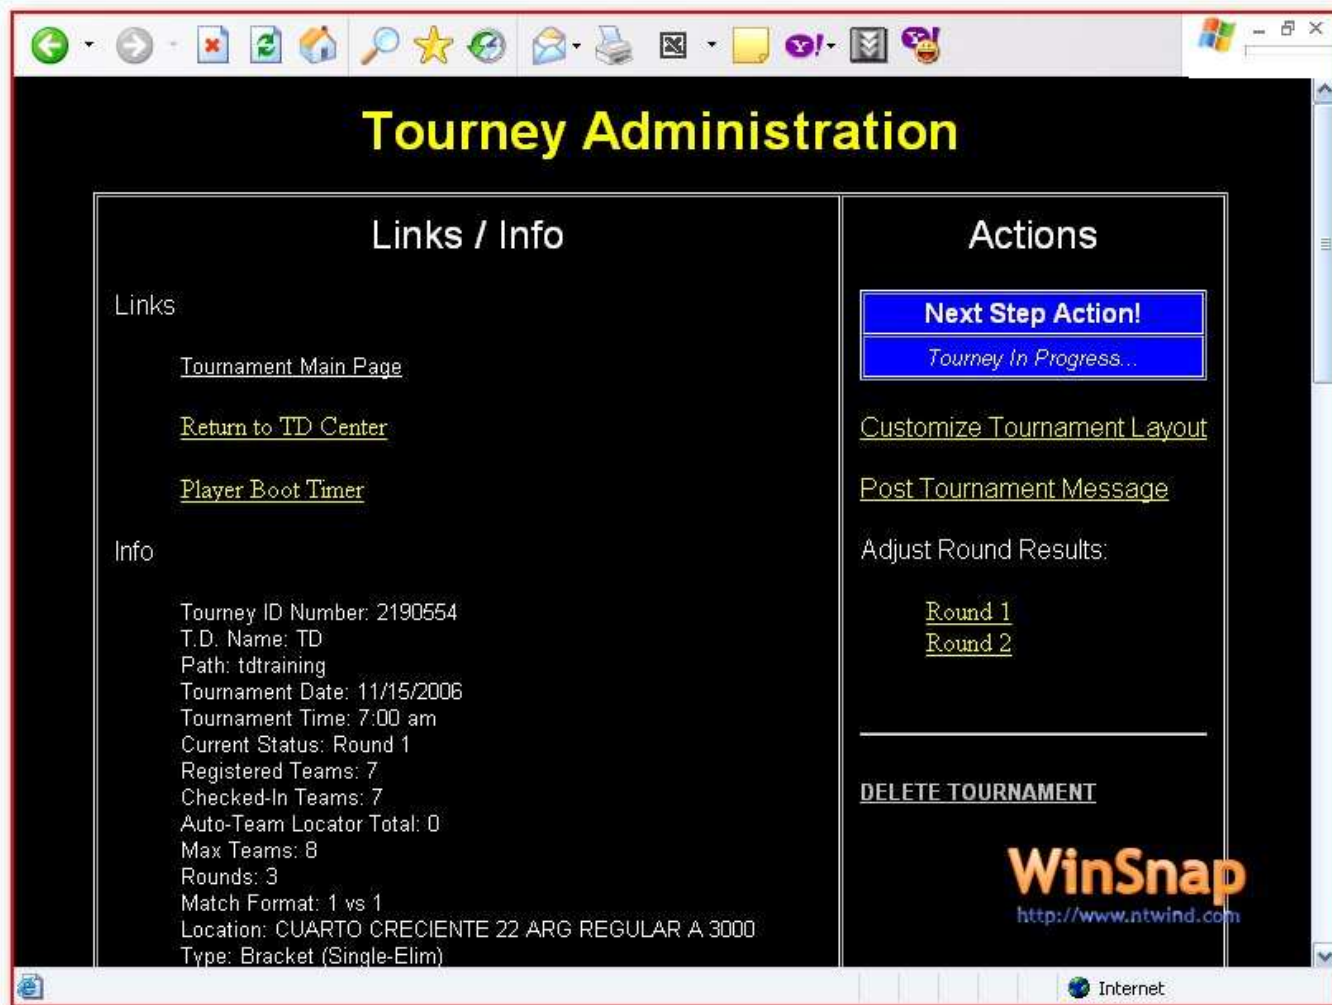 Tourney Administration
Links / Info
Links
Tournament Main Page
Return to TD Center
Player Boot Timer
Info
Tourney ID Number: 2190554
T.D. Name: TD
Path: tdtraining
Tournament Date: 11/15/2006
Tournament Time: 7:00 am
Current Status: Round 1
Registered Teams: 7
Checked-In Teams: 7
Auto-Team Locator Total: 0
Max Teams: 8
Rounds: 3
Match Format: 1 vs 1
Location: CUARTO CRECIENTE 22 ARG REGULAR A 3000
Type: Bracket (Single-Elim)
Actions
Next Step Action!
Tourney In Progress...
Customize Tournament Layout
Post Tournament Message
Adjust Round Results:
Round 1
Round 2
DELETE TOURNAMENT
WinSnap
http://www.ntwind.com
Internet